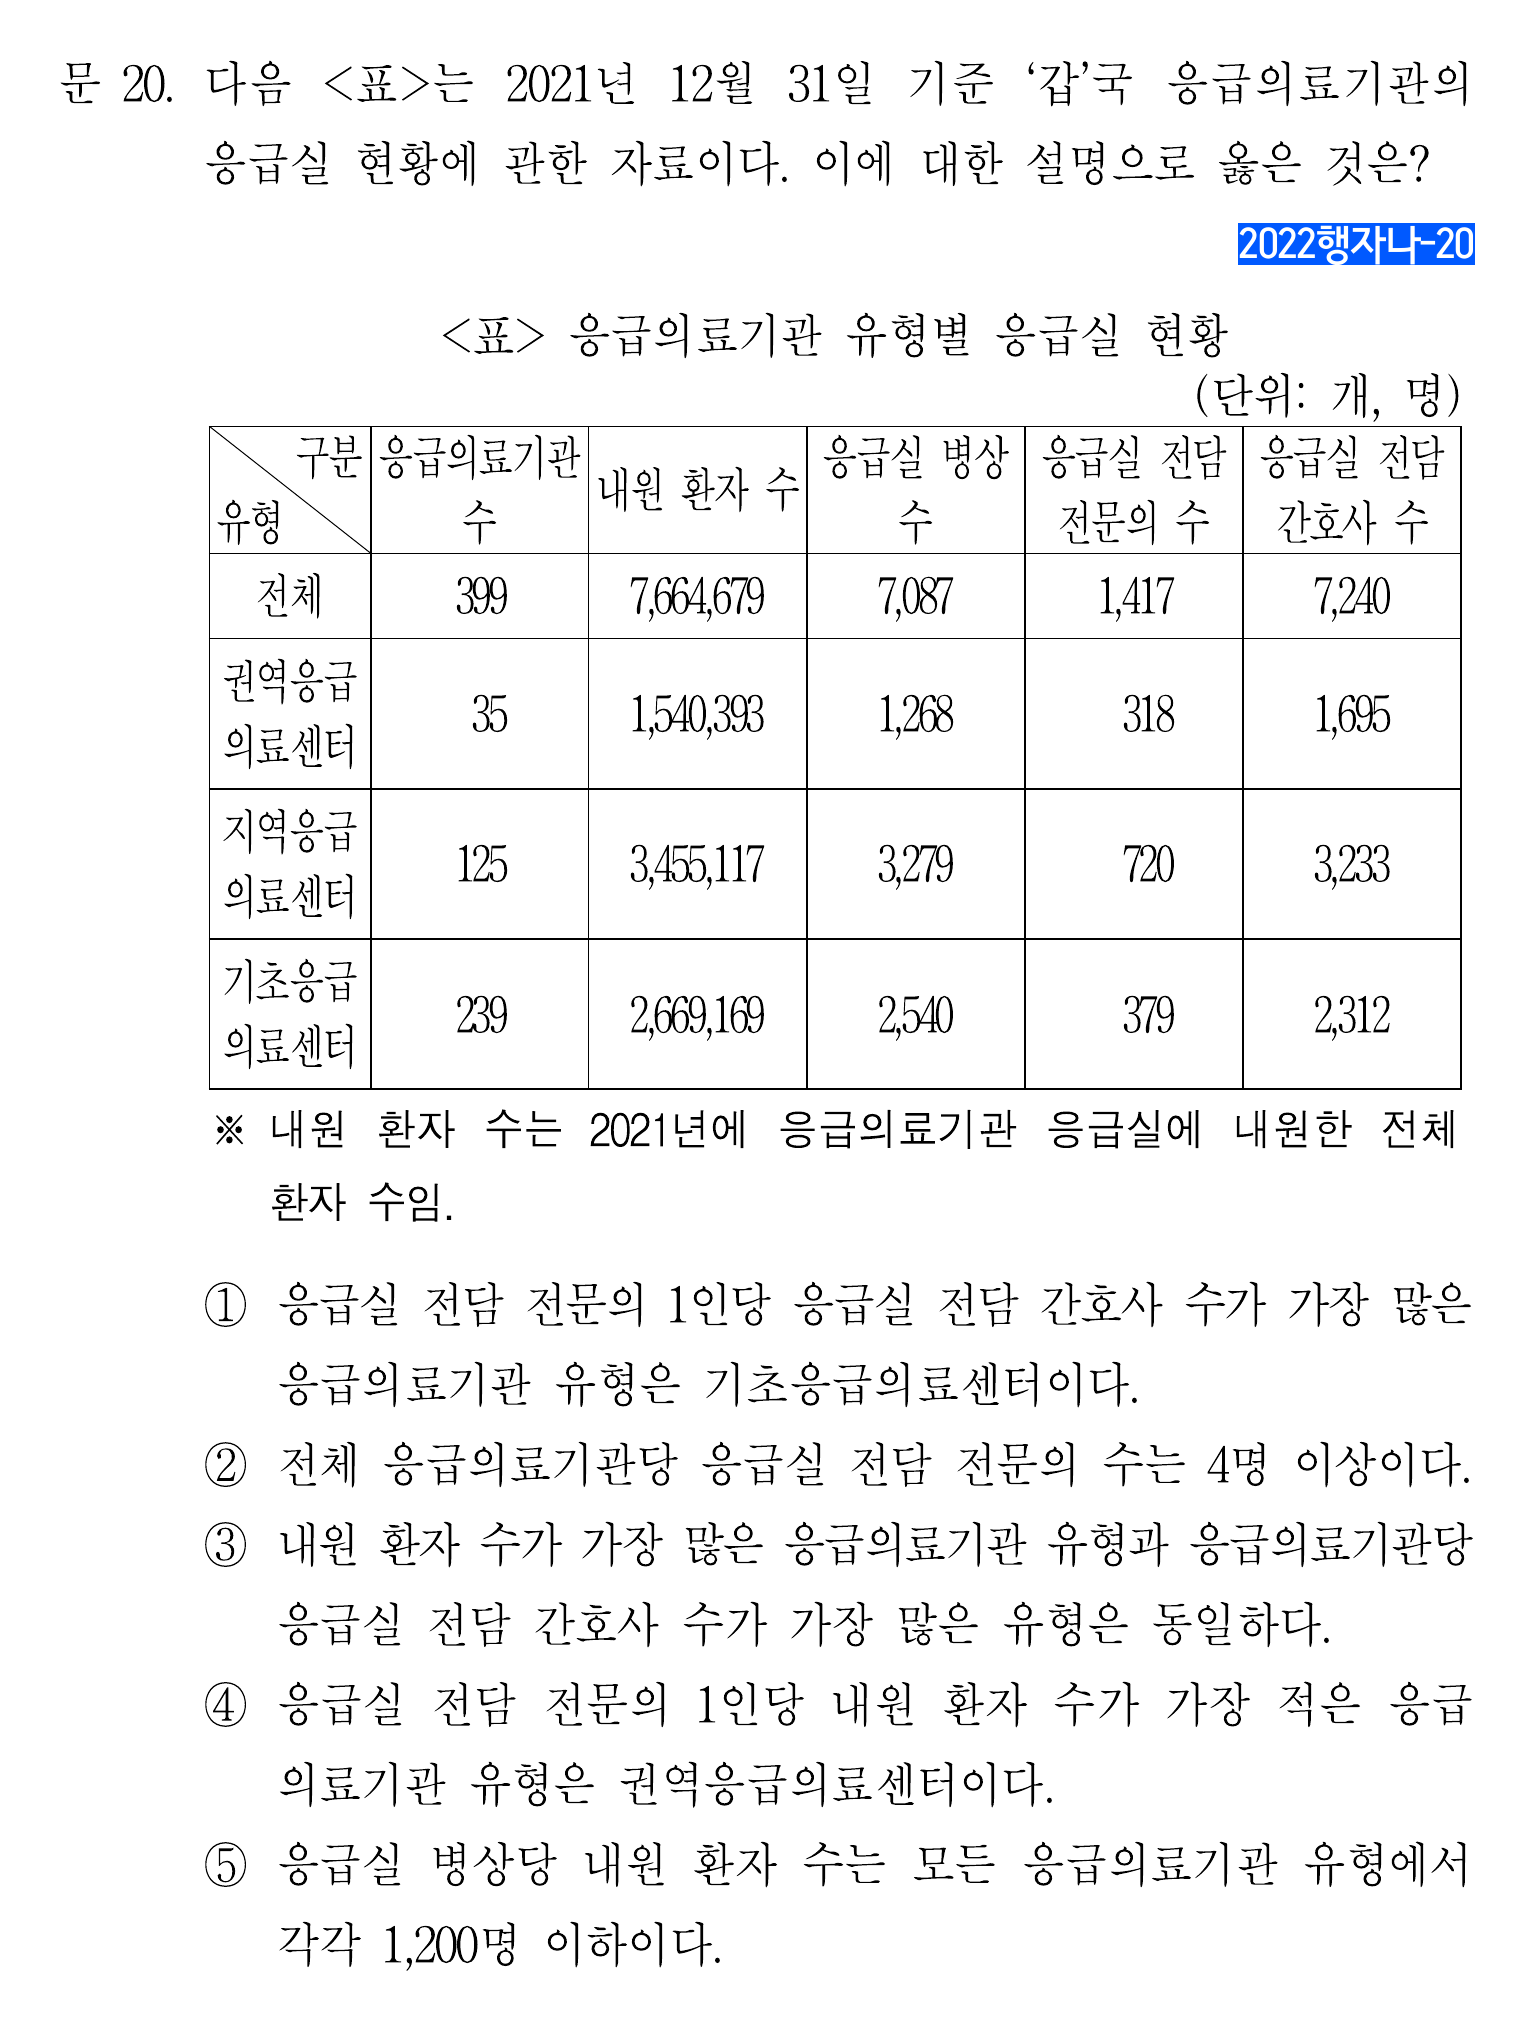 문 20. 다음 <표>는 2021년 12월 31일 기준 ‘갑’국 응급의료기관의
응급실 현황에 관한 자료이다. 이에 대한 설명으로 옳은 것은?
2022행자나-20
<표> 응급의료기관 유형별 응급실 현황
(단위: 개, 명)
구분 유형 응급의료기관 수 내원 환자 수 응급실 병상 수 응급실 전담 전문의 수 응급실 전담 간호사 수
전체 399 7,664,679 7,087 1,417 7,240
권역응급의료센터 35 1,540,393 1,268 318 1,695
지역응급의료센터 125 3,455,117 3,279 720 3,233
기초응급의료센터 239 2,669,169 2,540 379 2,312
※ 내원 환자 수는 2021년에 응급의료기관 응급실에 내원한 전체
환자 수임.
① 응급실 전담 전문의 1인당 응급실 전담 간호사 수가 가장 많은
응급의료기관 유형은 기초응급의료센터이다.
② 전체 응급의료기관당 응급실 전담 전문의 수는 4명 이상이다.
③ 내원 환자 수가 가장 많은 응급의료기관 유형과 응급의료기관당
응급실 전담 간호사 수가 가장 많은 유형은 동일하다.
④ 응급실 전담 전문의 1인당 내원 환자 수가 가장 적은 응급
의료기관 유형은 권역응급의료센터이다.
⑤ 응급실 병상당 내원 환자 수는 모든 응급의료기관 유형에서
각각 1,200명 이하이다.